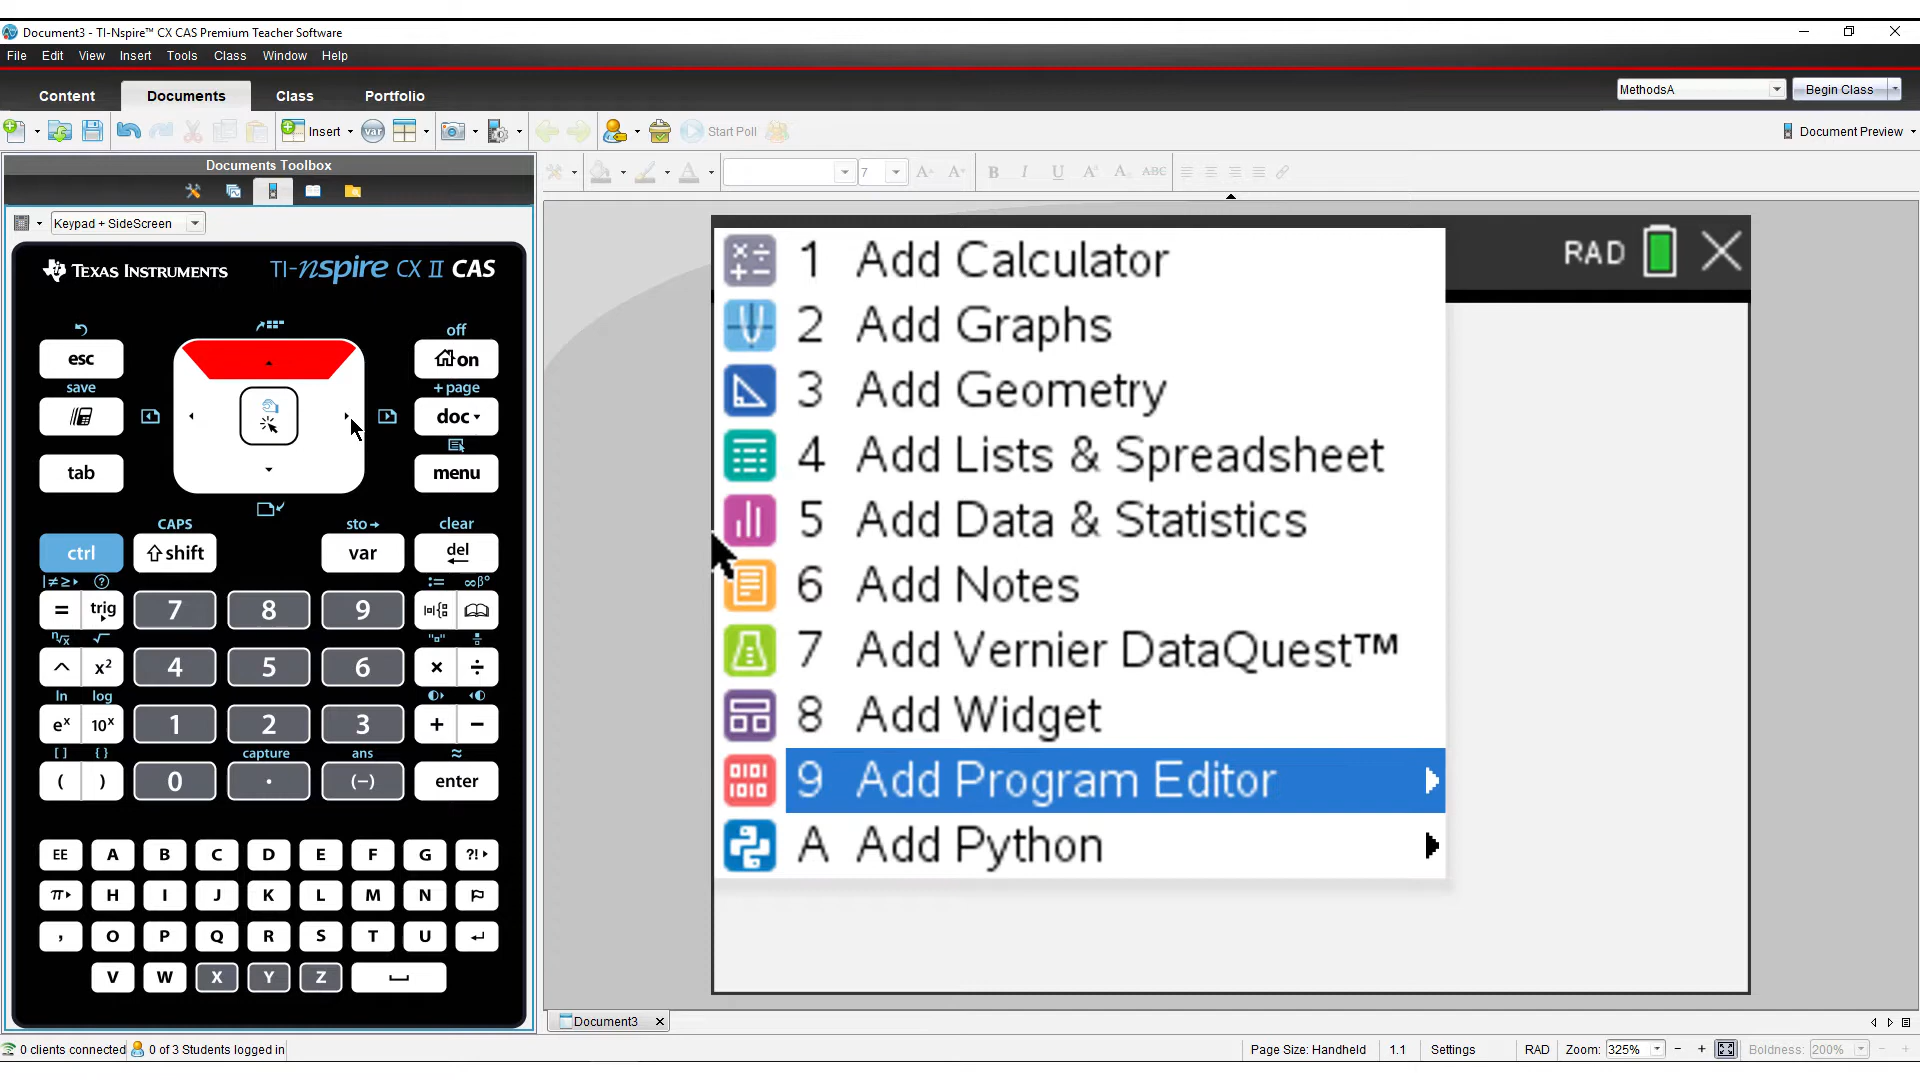 Document3 - TI-Nspire™ CX CAS Premium Teacher Software
File Edit View Insert Tools Class Window Help
Content Documents Class Portfolio
MethodsA Begin Class
Insert var Start Poll Document Preview
Documents Toolbox
7 B I U A A ABC
Keypad + SideScreen
TEXAS INSTRUMENTS TI-nspire CX II CAS
off
esc on
save + page
doc
tab menu
CAPS sto→ clear
ctrl shift var del
|≠≥▸ ? := ∞β°
= trig 7 8 9
ⁿ√x √ "□"
^ x² 4 5 6 × ÷
ln log
eˣ 10ˣ 1 2 3 + −
[ ] { } capture ans ≈
( ) 0 . (−) enter
EE A B C D E F G ?!▸
π▸ H I J K L M N
, O P Q R S T U
V W X Y Z
1 Add Calculator
2 Add Graphs
3 Add Geometry
4 Add Lists & Spreadsheet
5 Add Data & Statistics
6 Add Notes
7 Add Vernier DataQuest™
8 Add Widget
9 Add Program Editor
A Add Python
RAD
Document3
0 clients connected 0 of 3 Students logged in Page Size: Handheld 1.1 Settings RAD Zoom: 325% − + Boldness: 200% − +